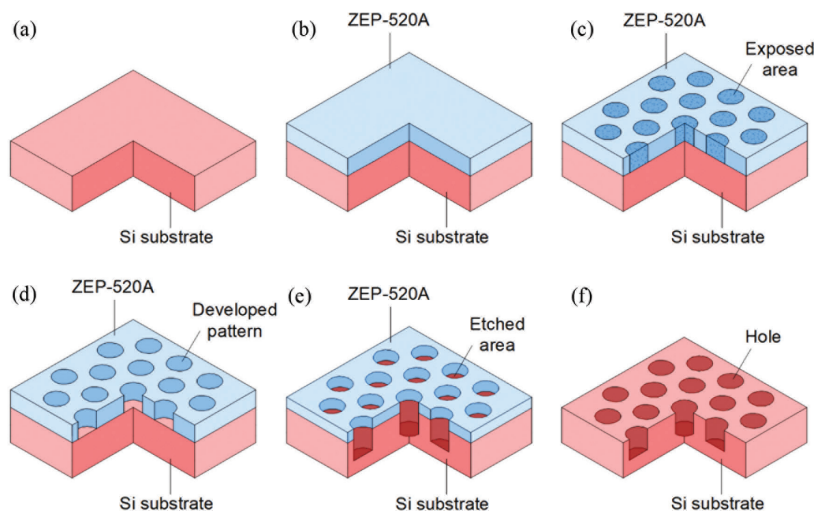 (a)
Si substrate
(b)
ZEP-520A
Si substrate
(c)
ZEP-520A
Exposed
area
Si substrate
(d)
ZEP-520A
Developed
pattern
Si substrate
(e)
ZEP-520A
Etched
area
Si substrate
(f)
Hole
Si substrate